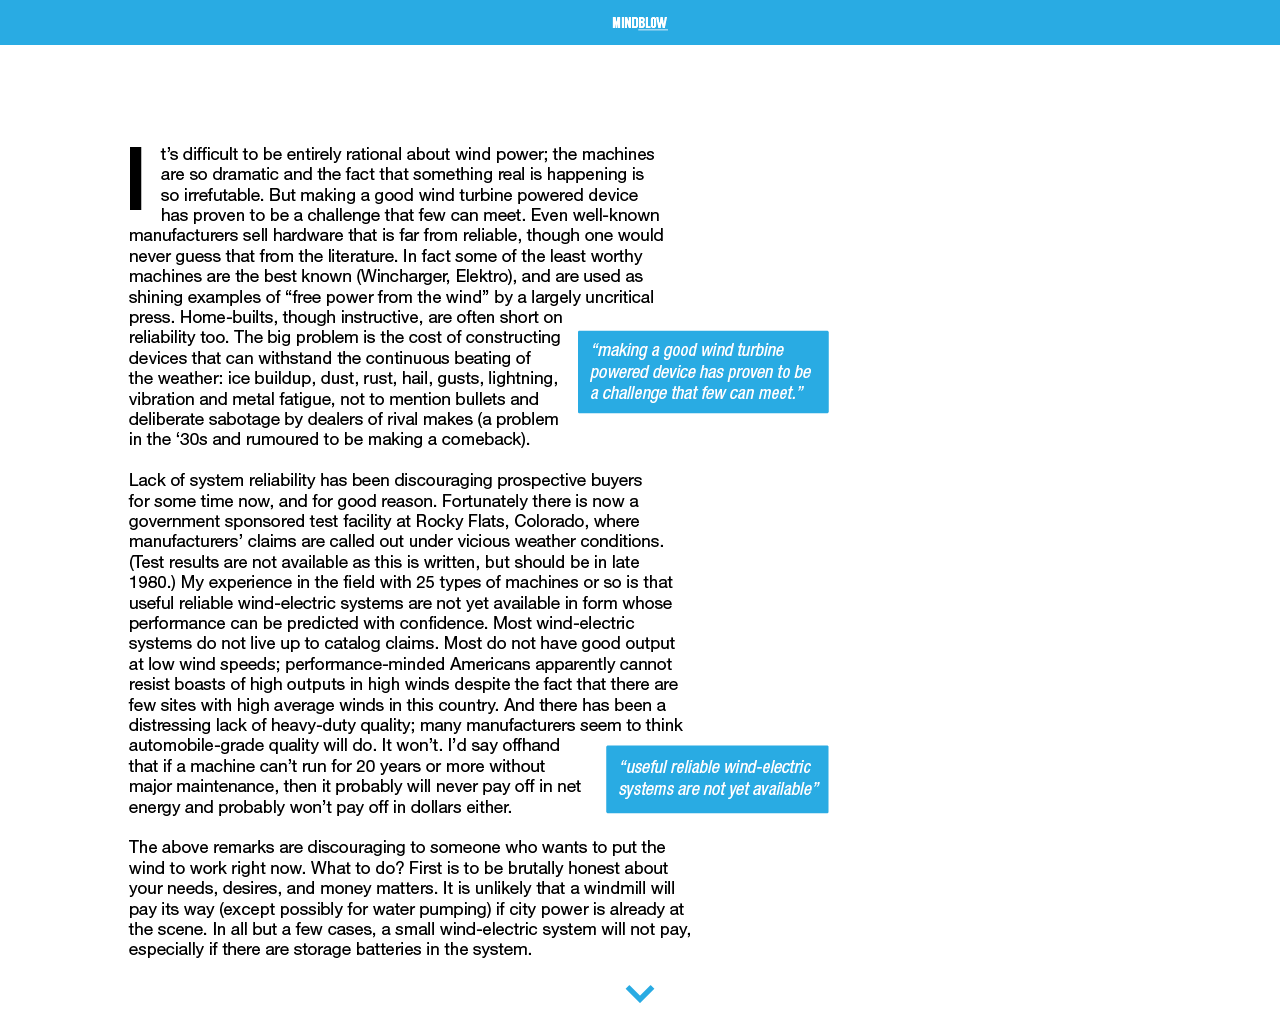 MINDBLOW
It’s difficult to be entirely rational about wind power; the machines
are so dramatic and the fact that something real is happening is
so irrefutable. But making a good wind turbine powered device
has proven to be a challenge that few can meet. Even well-known
manufacturers sell hardware that is far from reliable, though one would
never guess that from the literature. In fact some of the least worthy
machines are the best known (Wincharger, Elektro), and are used as
shining examples of “free power from the wind” by a largely uncritical
press. Home-builts, though instructive, are often short on
reliability too. The big problem is the cost of constructing
devices that can withstand the continuous beating of
the weather: ice buildup, dust, rust, hail, gusts, lightning,
vibration and metal fatigue, not to mention bullets and
deliberate sabotage by dealers of rival makes (a problem
in the ‘30s and rumoured to be making a comeback).
“making a good wind turbine
powered device has proven to be
a challenge that few can meet.”
Lack of system reliability has been discouraging prospective buyers
for some time now, and for good reason. Fortunately there is now a
government sponsored test facility at Rocky Flats, Colorado, where
manufacturers’ claims are called out under vicious weather conditions.
(Test results are not available as this is written, but should be in late
1980.) My experience in the field with 25 types of machines or so is that
useful reliable wind-electric systems are not yet available in form whose
performance can be predicted with confidence. Most wind-electric
systems do not live up to catalog claims. Most do not have good output
at low wind speeds; performance-minded Americans apparently cannot
resist boasts of high outputs in high winds despite the fact that there are
few sites with high average winds in this country. And there has been a
distressing lack of heavy-duty quality; many manufacturers seem to think
automobile-grade quality will do. It won’t. I’d say offhand
that if a machine can’t run for 20 years or more without
major maintenance, then it probably will never pay off in net
energy and probably won’t pay off in dollars either.
“useful reliable wind-electric
systems are not yet available”
The above remarks are discouraging to someone who wants to put the
wind to work right now. What to do? First is to be brutally honest about
your needs, desires, and money matters. It is unlikely that a windmill will
pay its way (except possibly for water pumping) if city power is already at
the scene. In all but a few cases, a small wind-electric system will not pay,
especially if there are storage batteries in the system.